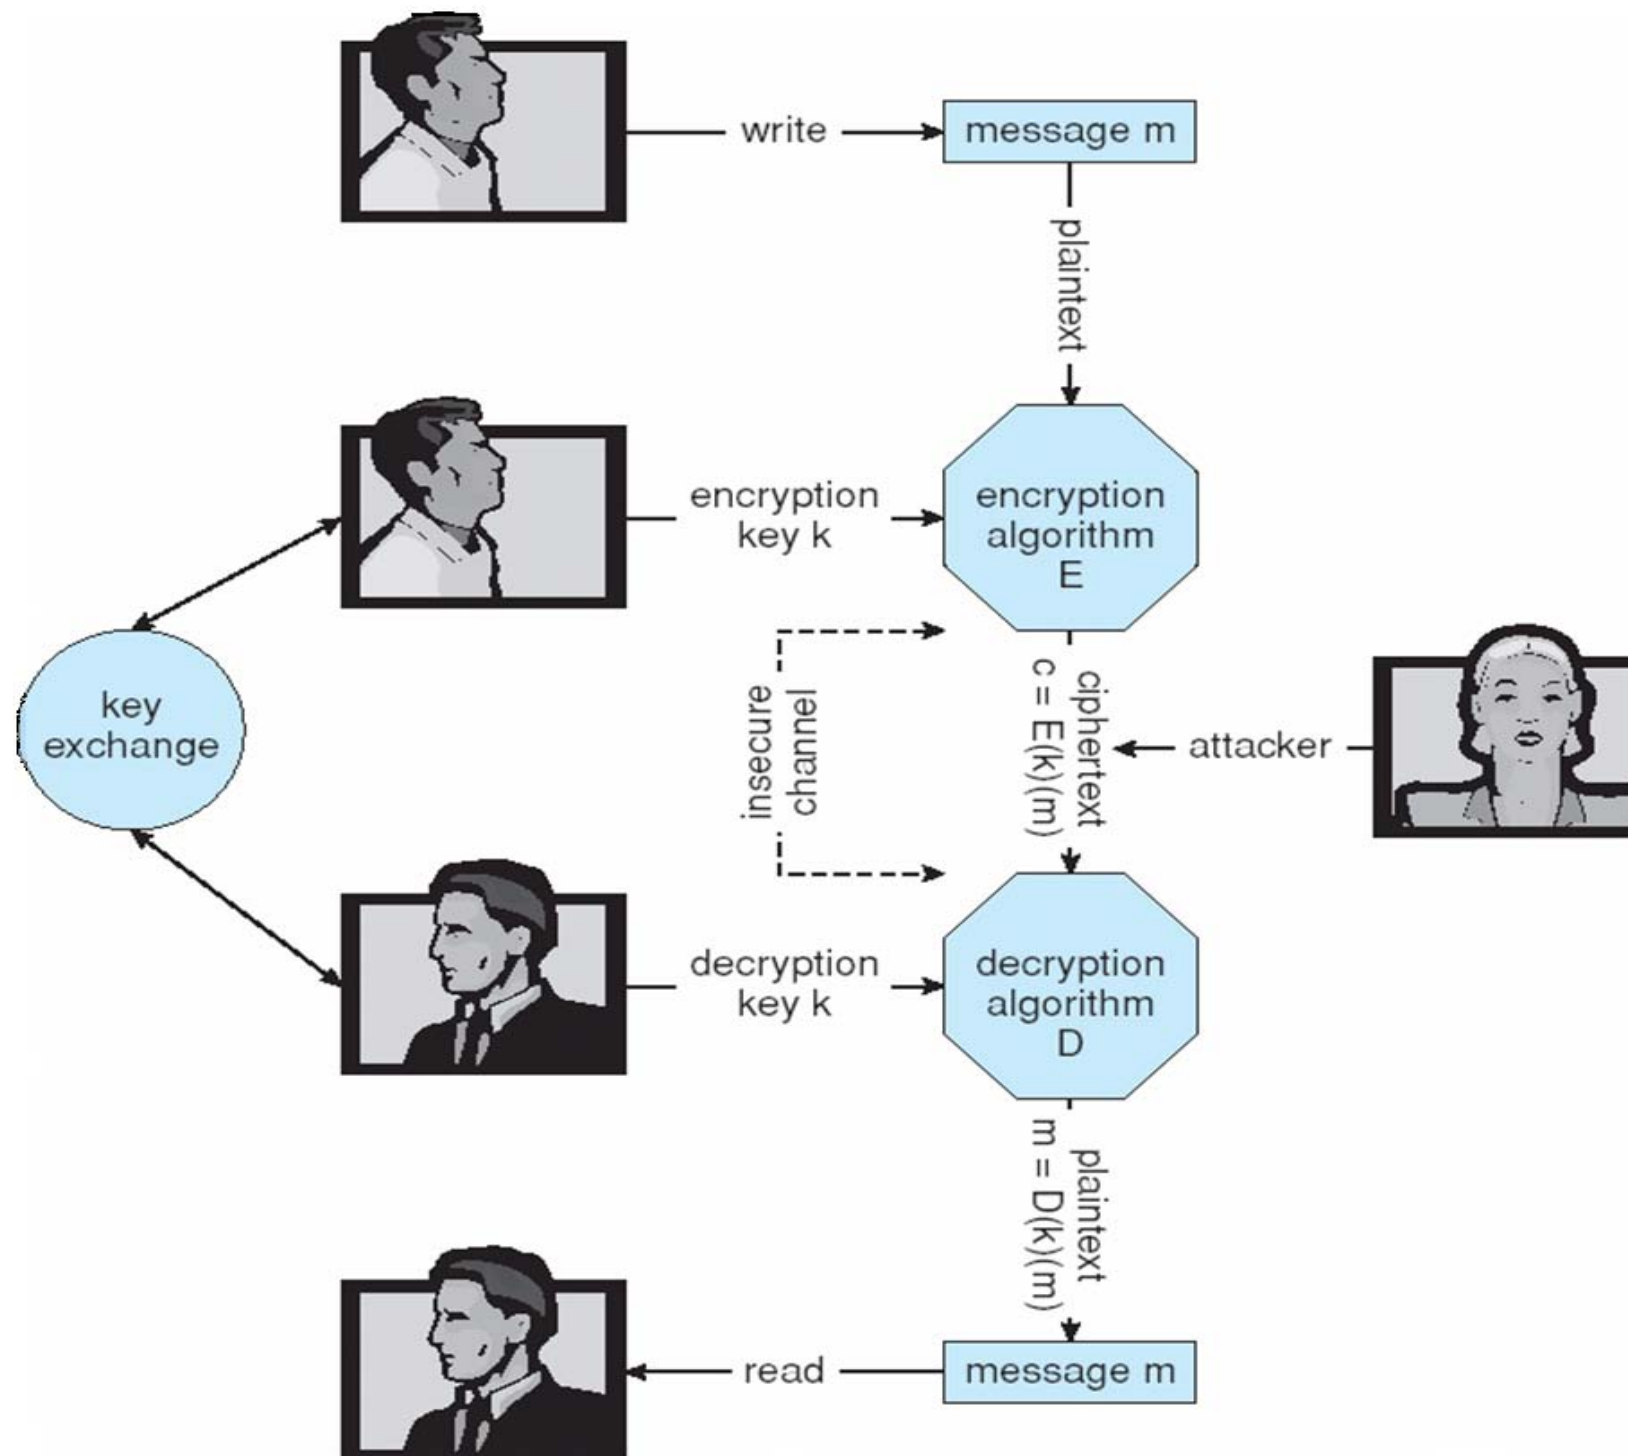 write
message m
plaintext
encryption
key k
encryption
algorithm
E
key
exchange
insecure
channel
ciphertext
c = E(k)(m)
attacker
decryption
key k
decryption
algorithm
D
plaintext
m = D(k)(m)
read
message m